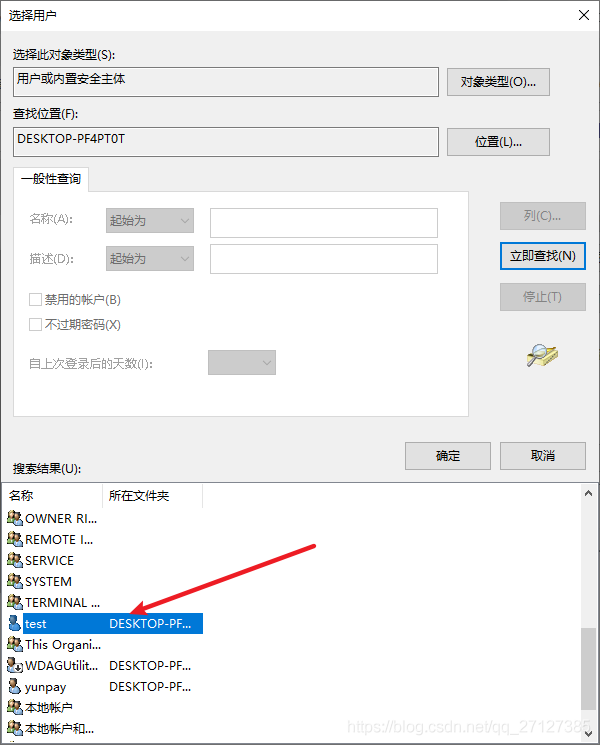 选择用户
选择此对象类型(S):
用户或内置安全主体
对象类型(O)...
查找位置(F):
DESKTOP-PF4PT0T
位置(L)...
一般性查询
名称(A):
起始为
列(C)...
描述(D):
起始为
立即查找(N)
禁用的帐户(B)
停止(T)
不过期密码(X)
自上次登录后的天数(I):
确定
取消
搜索结果(U):
名称 所在文件夹
OWNER RI...
REMOTE I...
SERVICE
SYSTEM
TERMINAL ...
test DESKTOP-PF...
This Organi...
WDAGUtilit... DESKTOP-PF...
yunpay DESKTOP-PF...
本地帐户
本地帐户和...
https://blog.csdn.net/qq_27127385